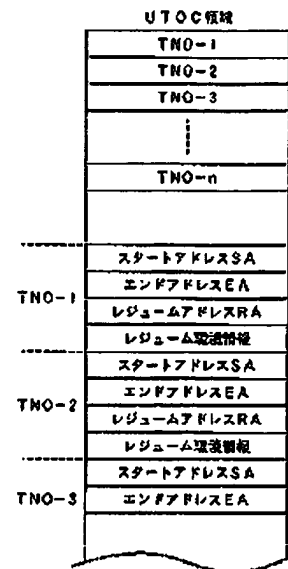 UTOC領域
TNO-1
TNO-2
TNO-3
TNO-n
TNO-1
スタートアドレスSA
エンドアドレスEA
レジュームアドレスRA
レジューム環境情報
TNO-2
スタートアドレスSA
エンドアドレスEA
レジュームアドレスRA
レジューム環境情報
TNO-3
スタートアドレスSA
エンドアドレスEA